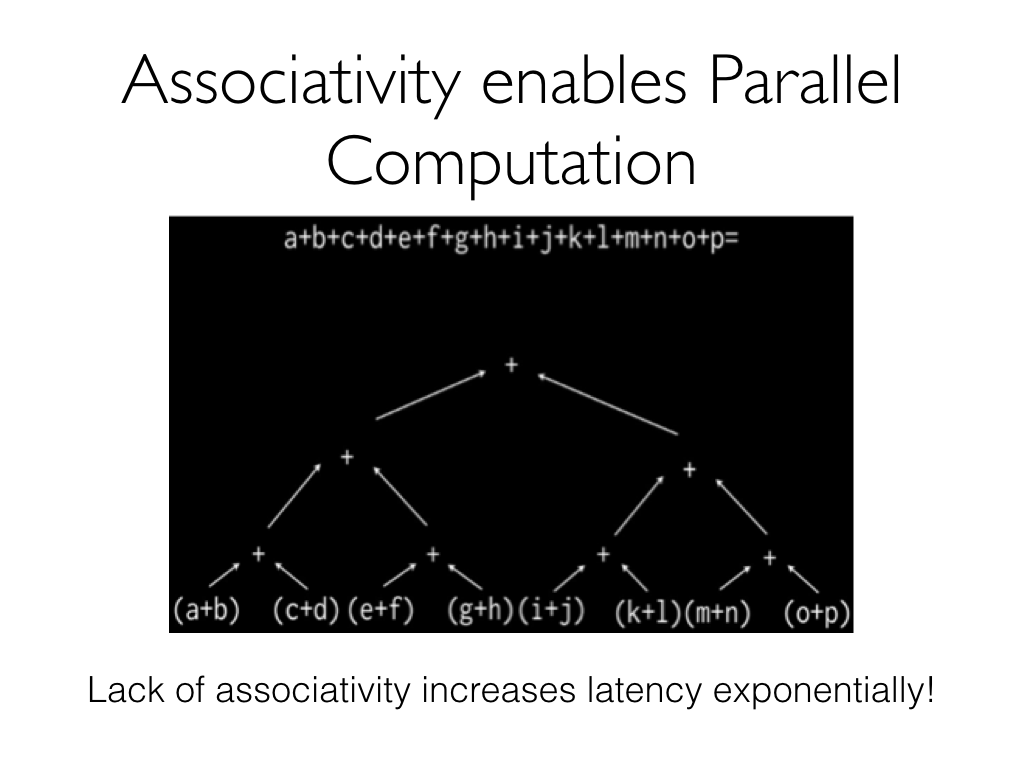 Associativity enables Parallel
Computation
a+b+c+d+e+f+g+h+i+j+k+l+m+n+o+p=
+
+
+
+ + + +
(a+b) (c+d) (e+f) (g+h) (i+j) (k+l) (m+n) (o+p)
Lack of associativity increases latency exponentially!